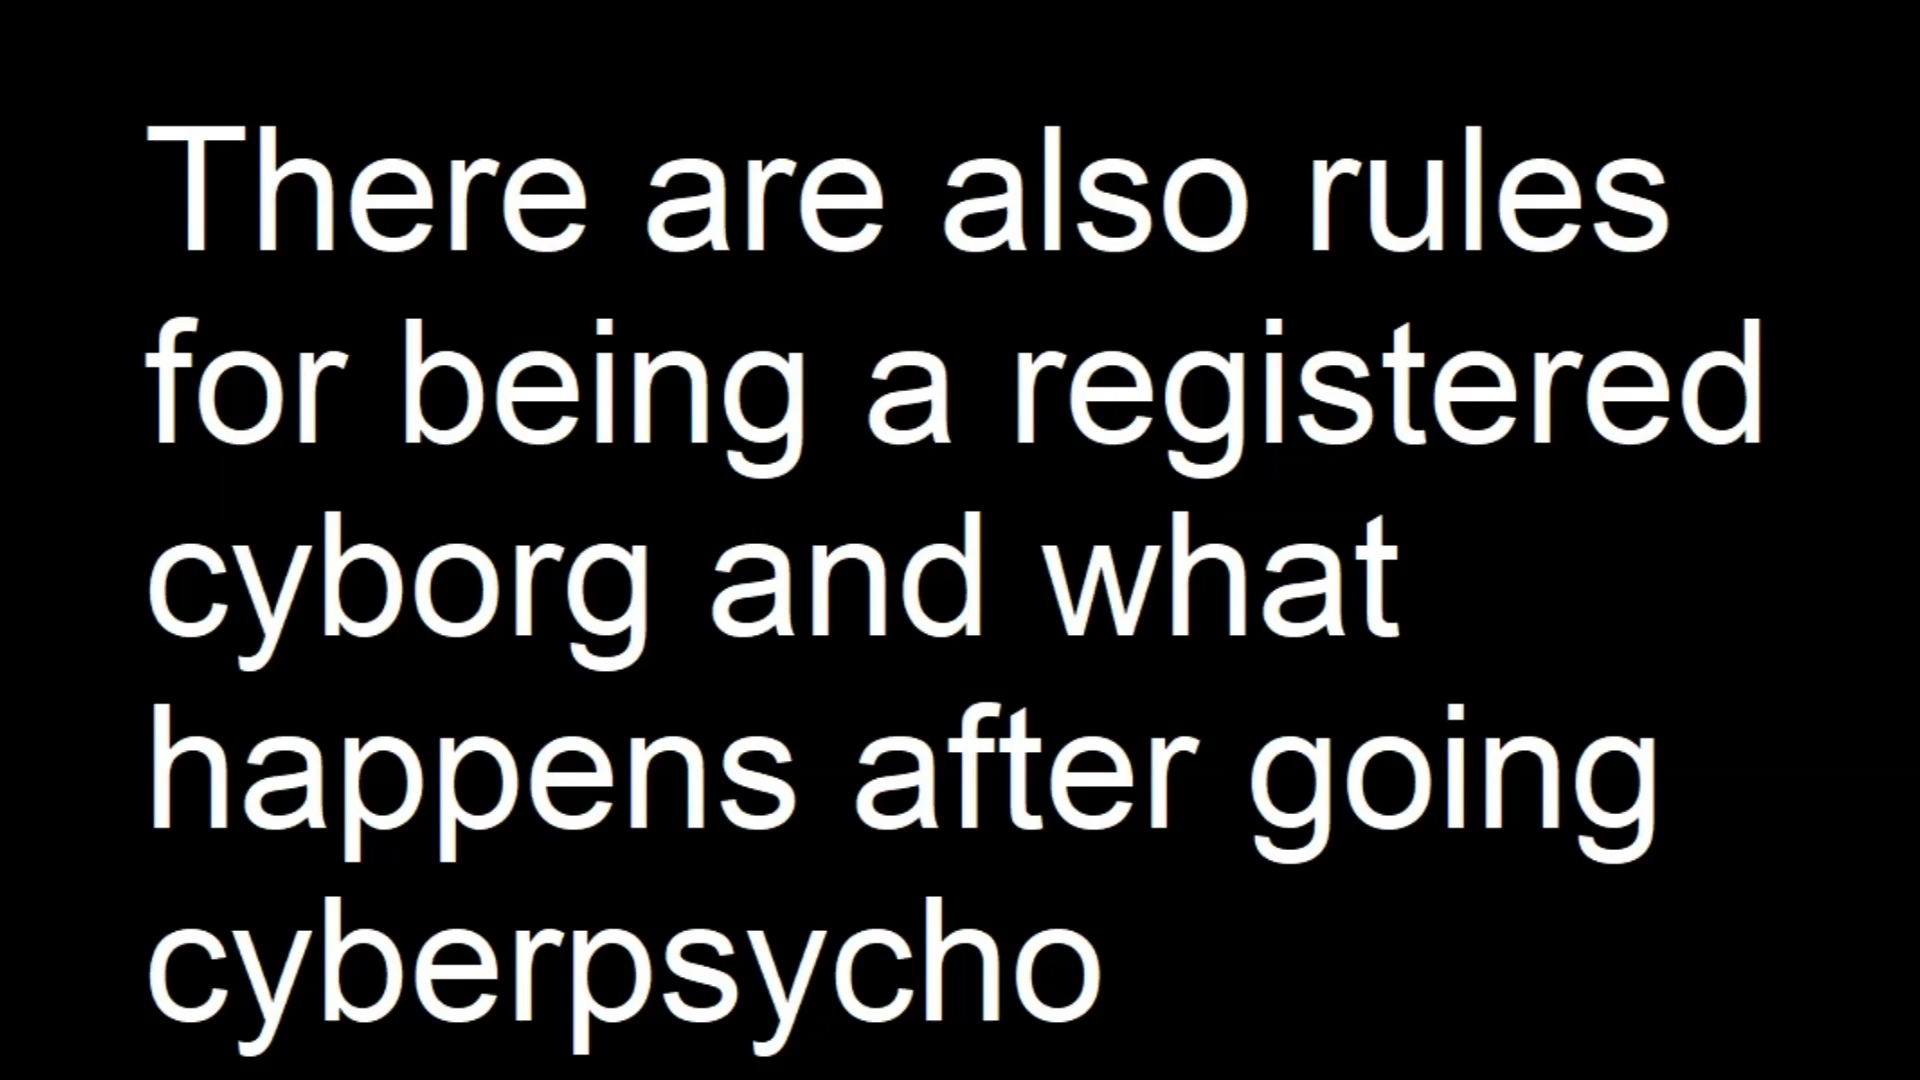 There are also rules
for being a registered
cyborg and what
happens after going
cyberpsycho